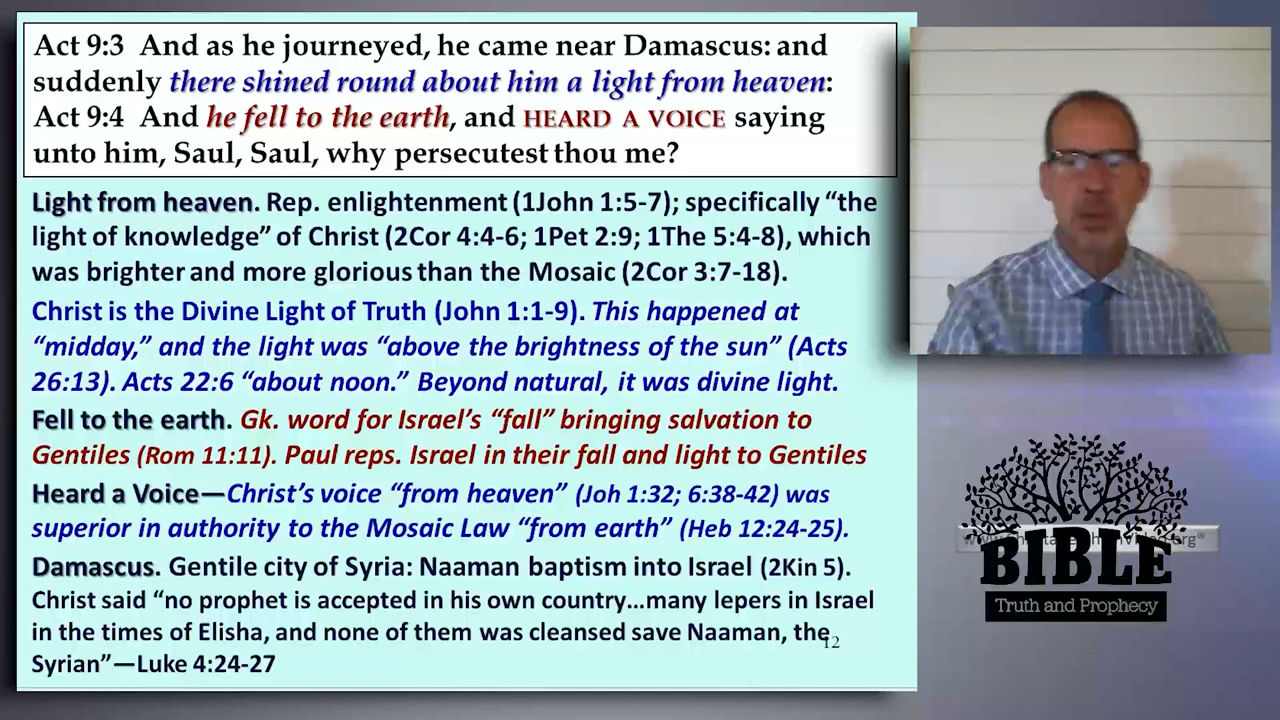 Act 9:3 And as he journeyed, he came near Damascus: and
suddenly there shined round about him a light from heaven:
Act 9:4 And he fell to the earth, and HEARD A VOICE saying
unto him, Saul, Saul, why persecutest thou me?
Light from heaven. Rep. enlightenment (1John 1:5-7); specifically “the
light of knowledge” of Christ (2Cor 4:4-6; 1Pet 2:9; 1The 5:4-8), which
was brighter and more glorious than the Mosaic (2Cor 3:7-18).
Christ is the Divine Light of Truth (John 1:1-9). This happened at
“midday,” and the light was “above the brightness of the sun” (Acts
26:13). Acts 22:6 “about noon.” Beyond natural, it was divine light.
Fell to the earth. Gk. word for Israel’s “fall” bringing salvation to
Gentiles (Rom 11:11). Paul reps. Israel in their fall and light to Gentiles
Heard a Voice—Christ’s voice “from heaven” (Joh 1:32; 6:38-42) was
superior in authority to the Mosaic Law “from earth” (Heb 12:24-25).
Damascus. Gentile city of Syria: Naaman baptism into Israel (2Kin 5).
Christ said “no prophet is accepted in his own country…many lepers in Israel
in the times of Elisha, and none of them was cleansed save Naaman, the
Syrian”—Luke 4:24-27
12
BIBLE
Truth and Prophecy